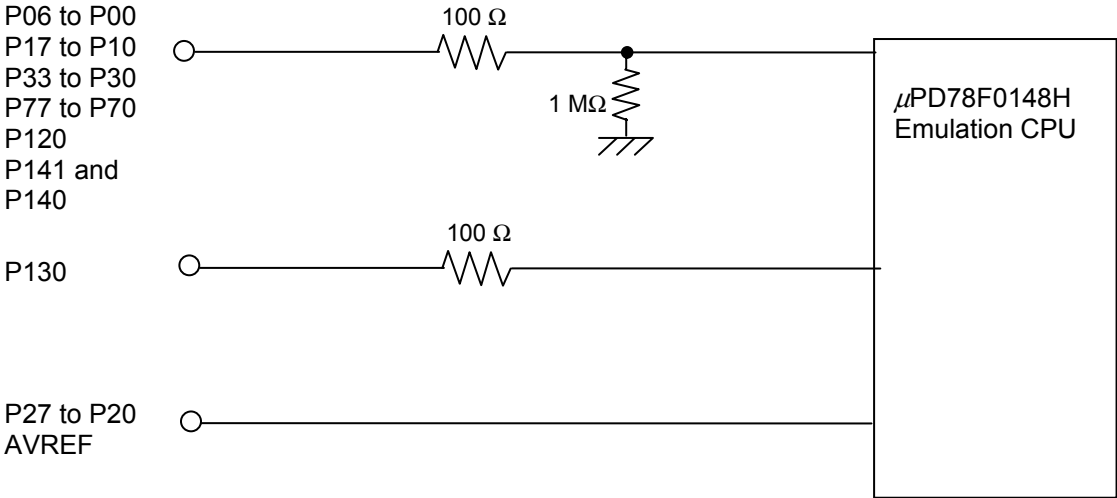 P06 to P00
P17 to P10
P33 to P30
P77 to P70
P120
P141 and
P140
100 Ω
1 MΩ
μPD78F0148H
Emulation CPU
P130
100 Ω
P27 to P20
AVREF